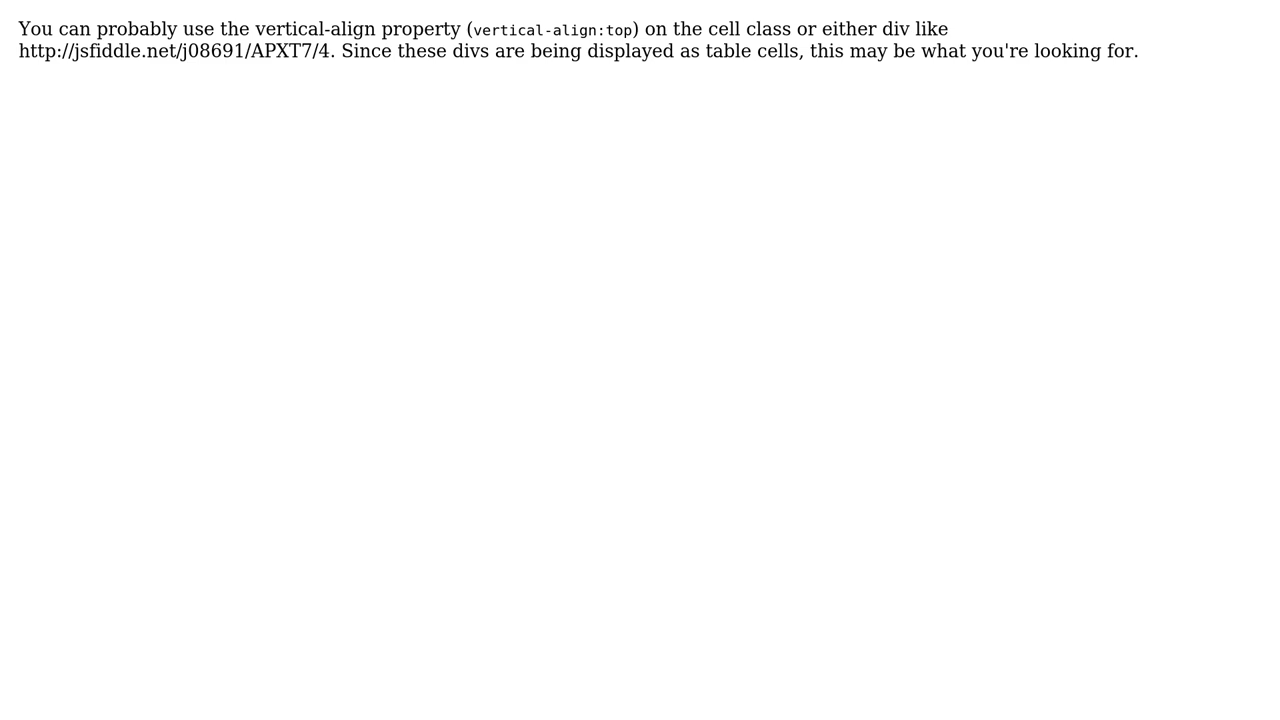 You can probably use the vertical-align property (vertical-align:top) on the cell class or either div like
http://jsfiddle.net/j08691/APXT7/4. Since these divs are being displayed as table cells, this may be what you're looking for.